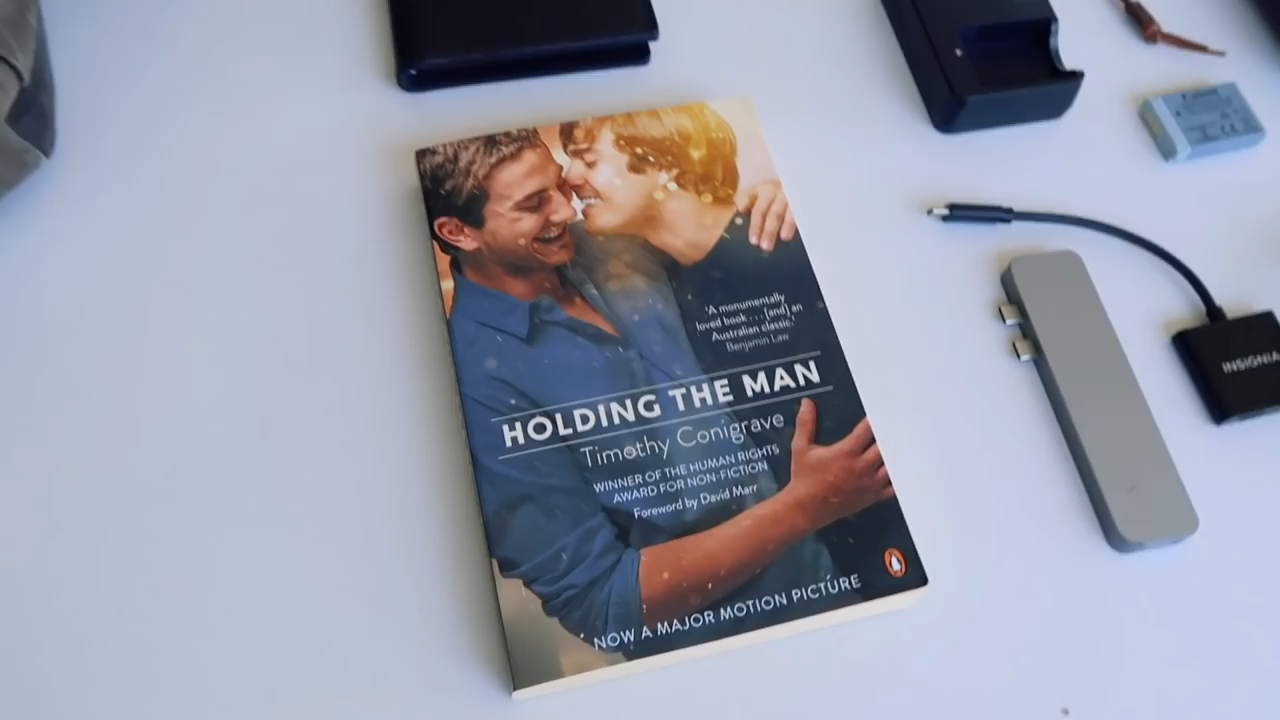 'A monumentally
loved book . . . [and] an
Australian classic.'
Benjamin Law
HOLDING THE MAN
Timothy Conigrave
WINNER OF THE HUMAN RIGHTS
AWARD FOR NON-FICTION
Foreword by David Marr
NOW A MAJOR MOTION PICTURE
INSIGNIA